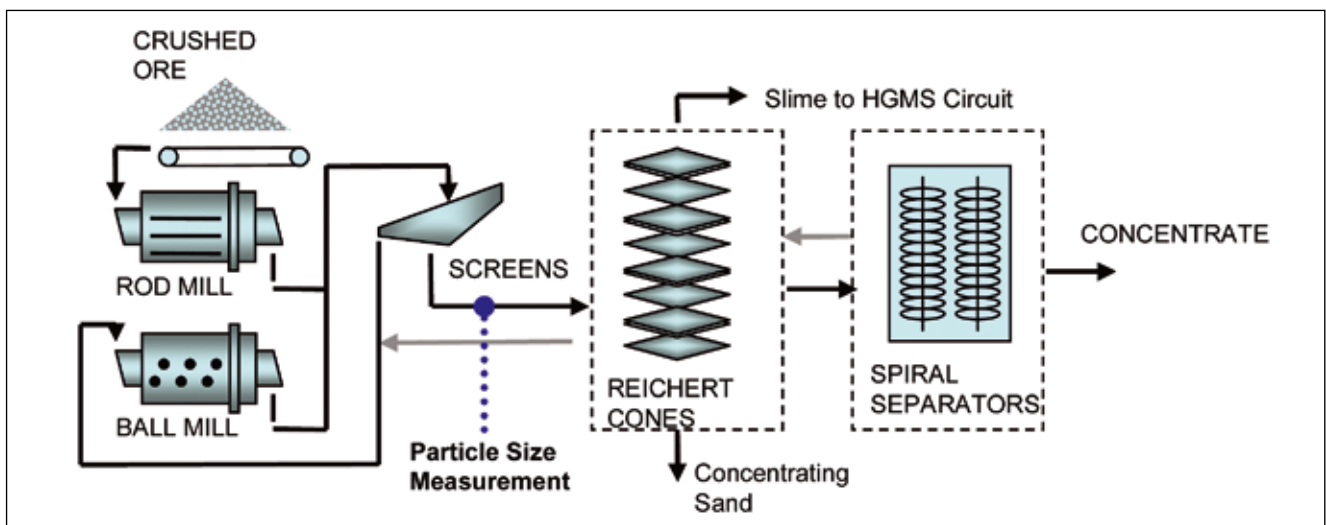 CRUSHED
ORE
Slime to HGMS Circuit
SCREENS
CONCENTRATE
ROD MILL
REICHERT
CONES
SPIRAL
SEPARATORS
BALL MILL
Particle Size
Measurement
Concentrating
Sand